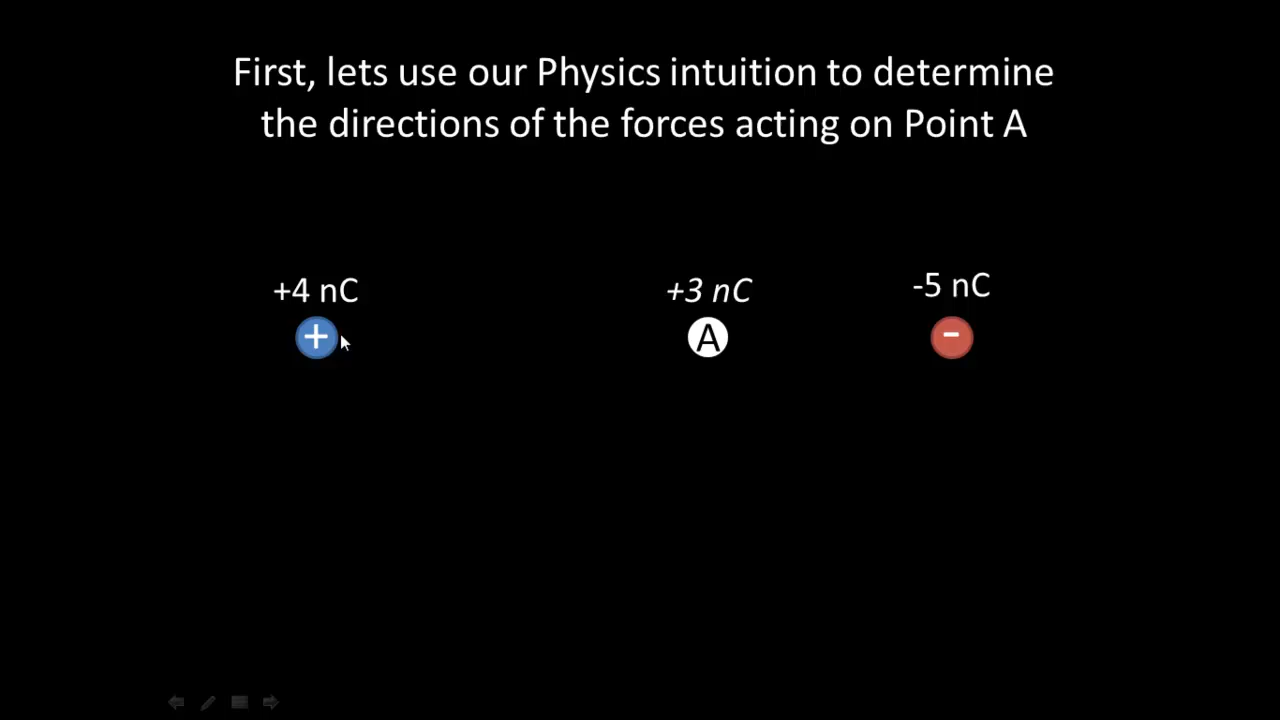 First, lets use our Physics intuition to determine
the directions of the forces acting on Point A
+4 nC +3 nC -5 nC
+ A -